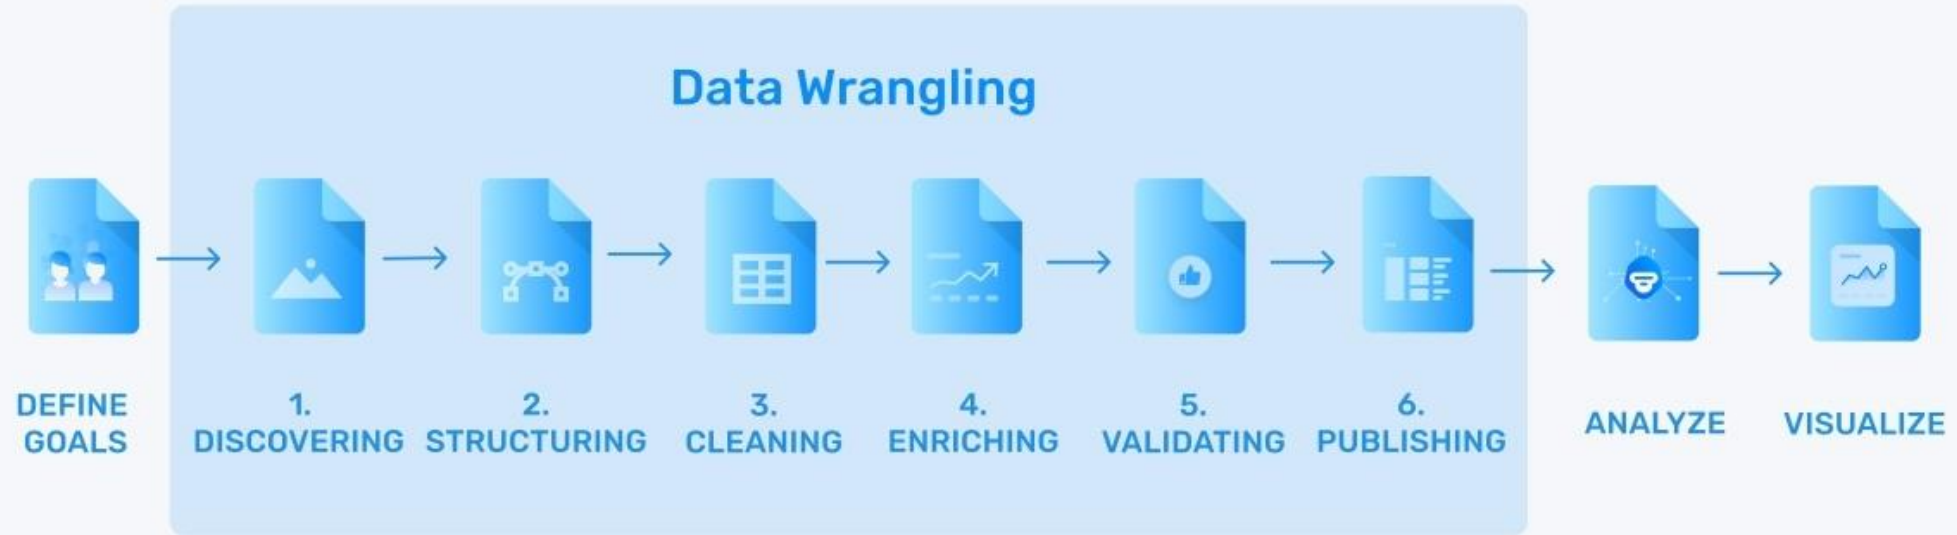 Data Wrangling
DEFINE
GOALS
1.
DISCOVERING
2.
STRUCTURING
3.
CLEANING
4.
ENRICHING
5.
VALIDATING
6.
PUBLISHING
ANALYZE
VISUALIZE